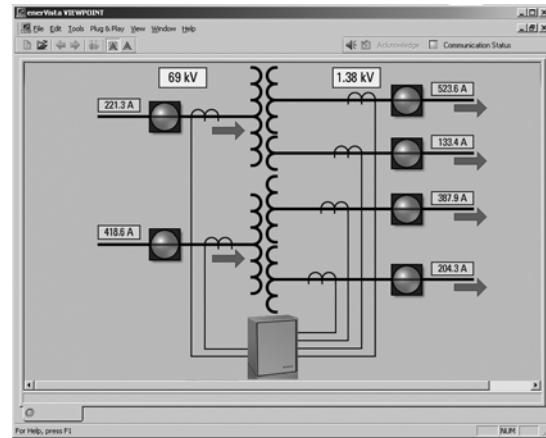 enerVista VIEWPOINT
File Edit Tools Plug & Play View Window Help
Acknowledge Communication Status
69 kV 1.38 kV
221.3 A 523.6 A
133.4 A
387.9 A
418.6 A
204.3 A
For Help, press F1 NUM